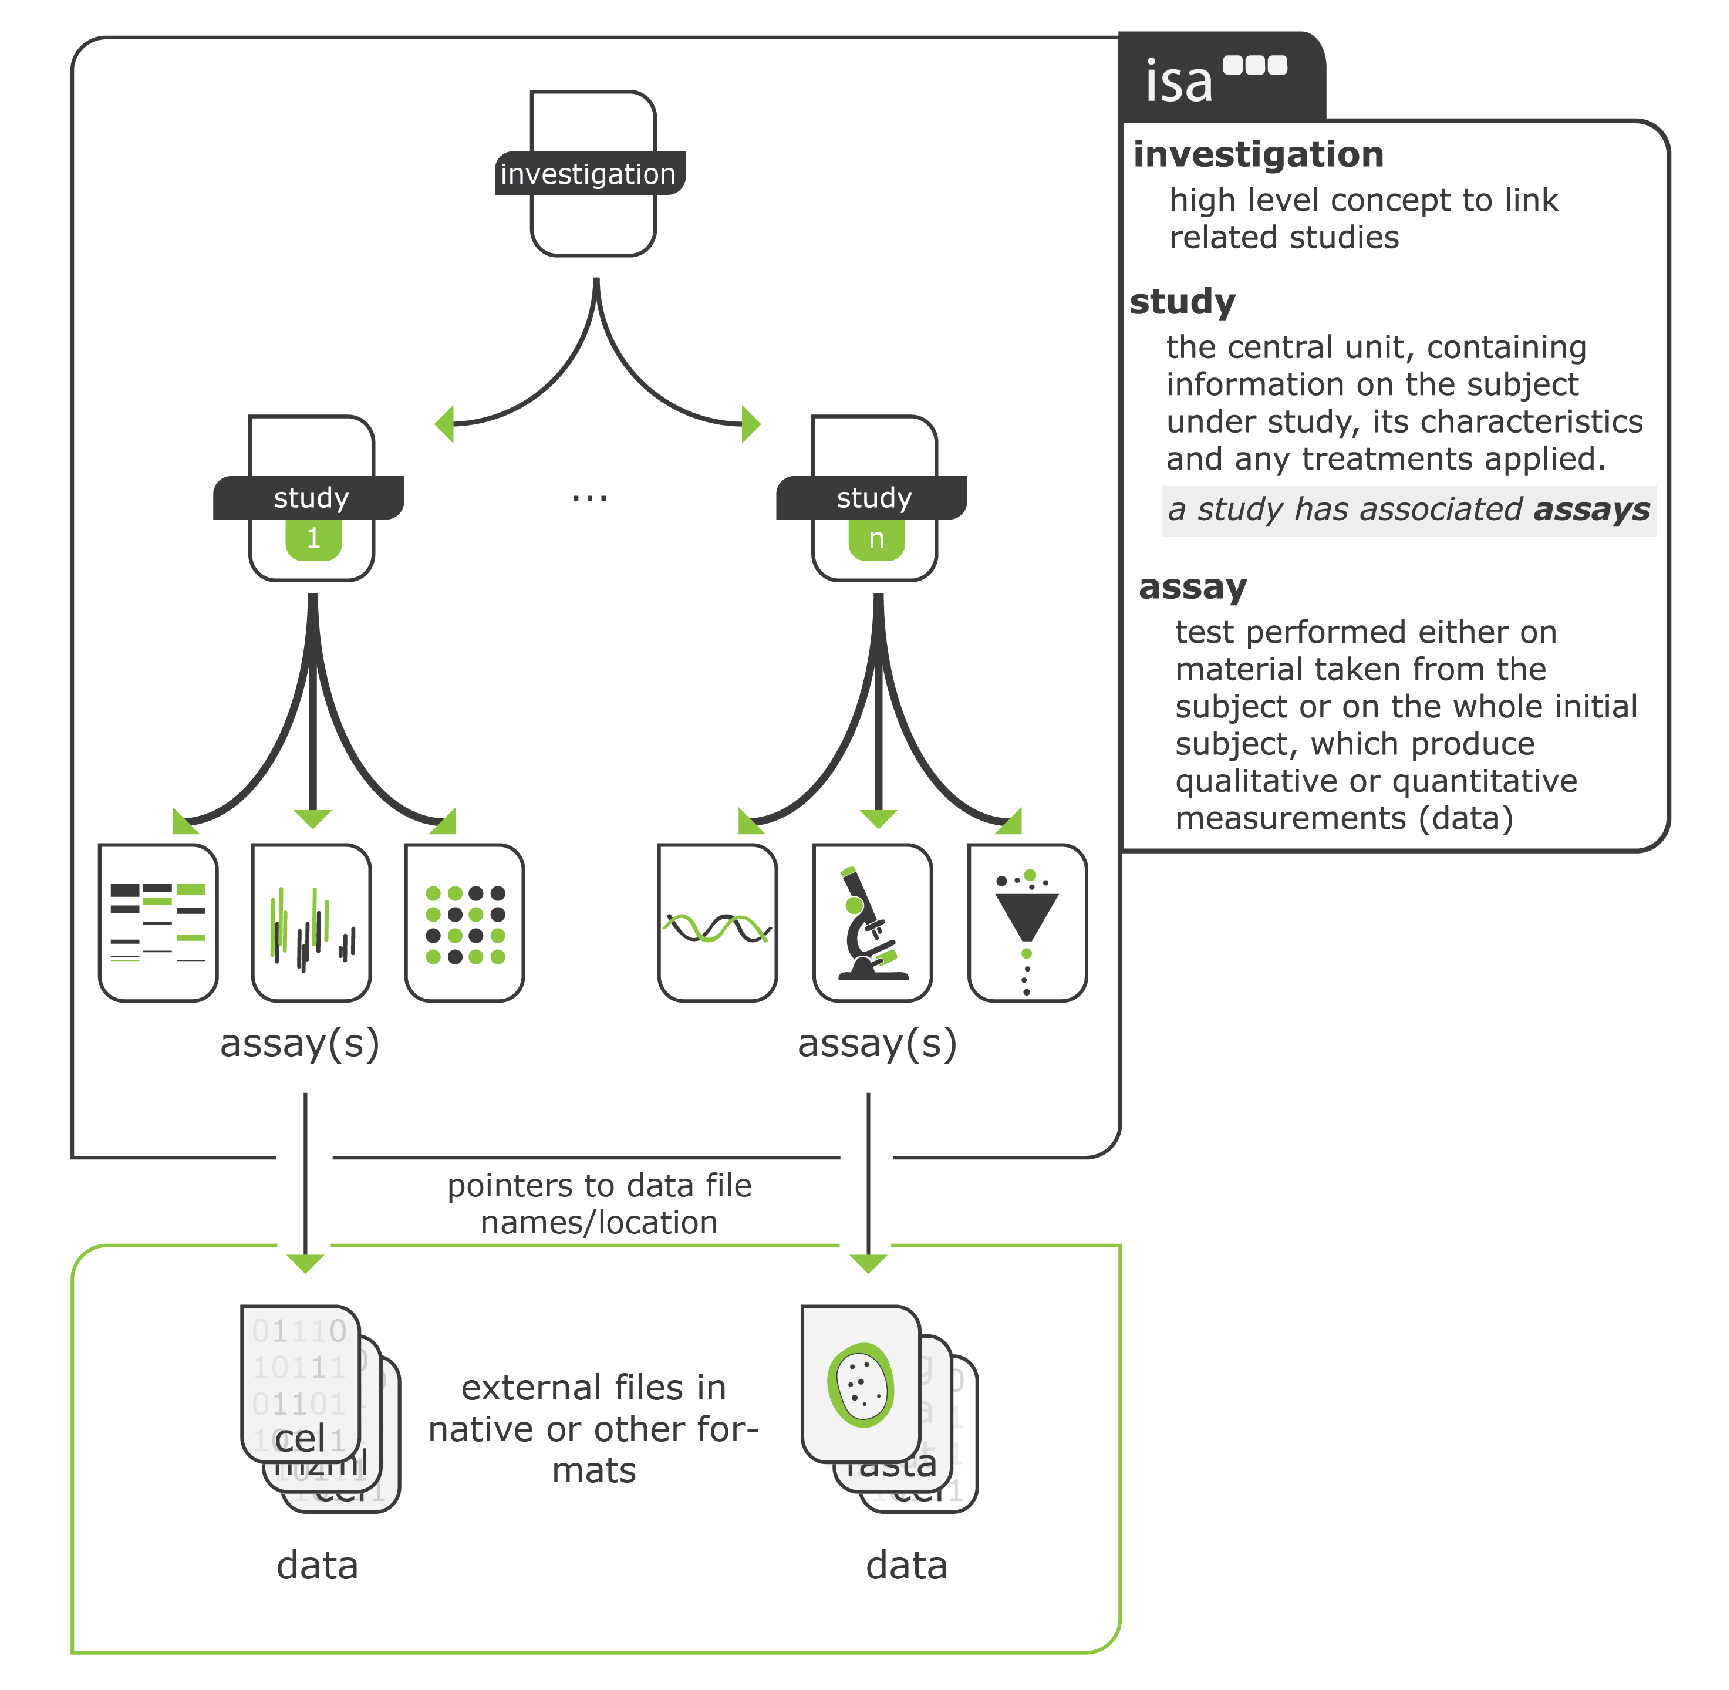 isa
investigation
high level concept to link
related studies
study
the central unit, containing
information on the subject
under study, its characteristics
and any treatments applied.
a study has associated assays
assay
test performed either on
material taken from the
subject or on the whole initial
subject, which produce
qualitative or quantitative
measurements (data)
investigation
study
1
...
study
n
assay(s)
assay(s)
pointers to data file
names/location
01110
10111
01101
cel
external files in
native or other for-
mats
fasta
data
data